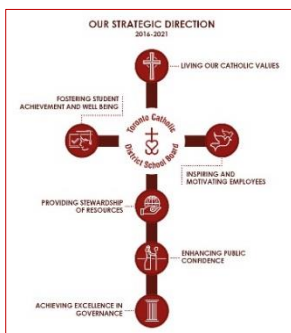 OUR STRATEGIC DIRECTION
2016-2021
LIVING OUR CATHOLIC VALUES
FOSTERING STUDENT
ACHIEVEMENT AND WELL BEING
Toronto Catholic
District School Board
INSPIRING AND
MOTIVATING EMPLOYEES
PROVIDING STEWARDSHIP
OF RESOURCES
ENHANCING PUBLIC
CONFIDENCE
ACHIEVING EXCELLENCE IN
GOVERNANCE